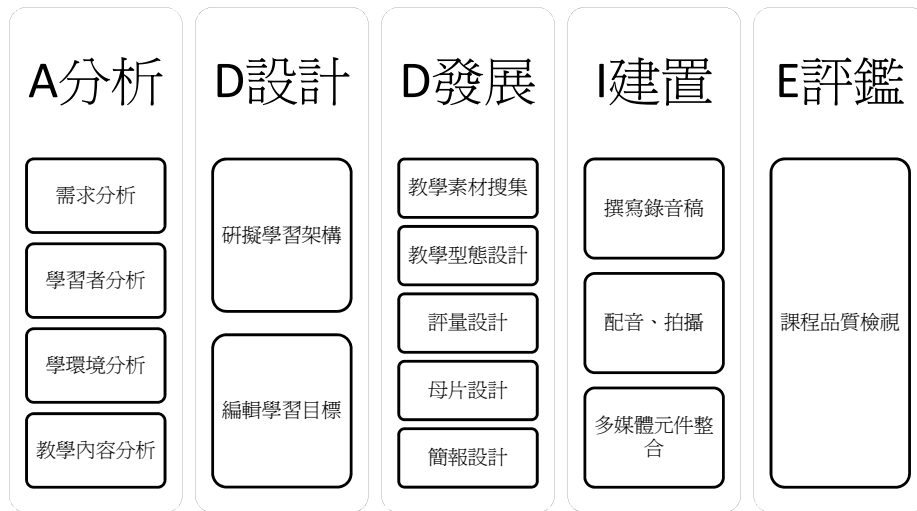 A分析
需求分析
學習者分析
學環境分析
教學內容分析
D設計
研擬學習架構
編輯學習目標
D發展
教學素材搜集
教學型態設計
評量設計
母片設計
簡報設計
I建置
撰寫錄音稿
配音、拍攝
多媒體元件整
合
E評鑑
課程品質檢視